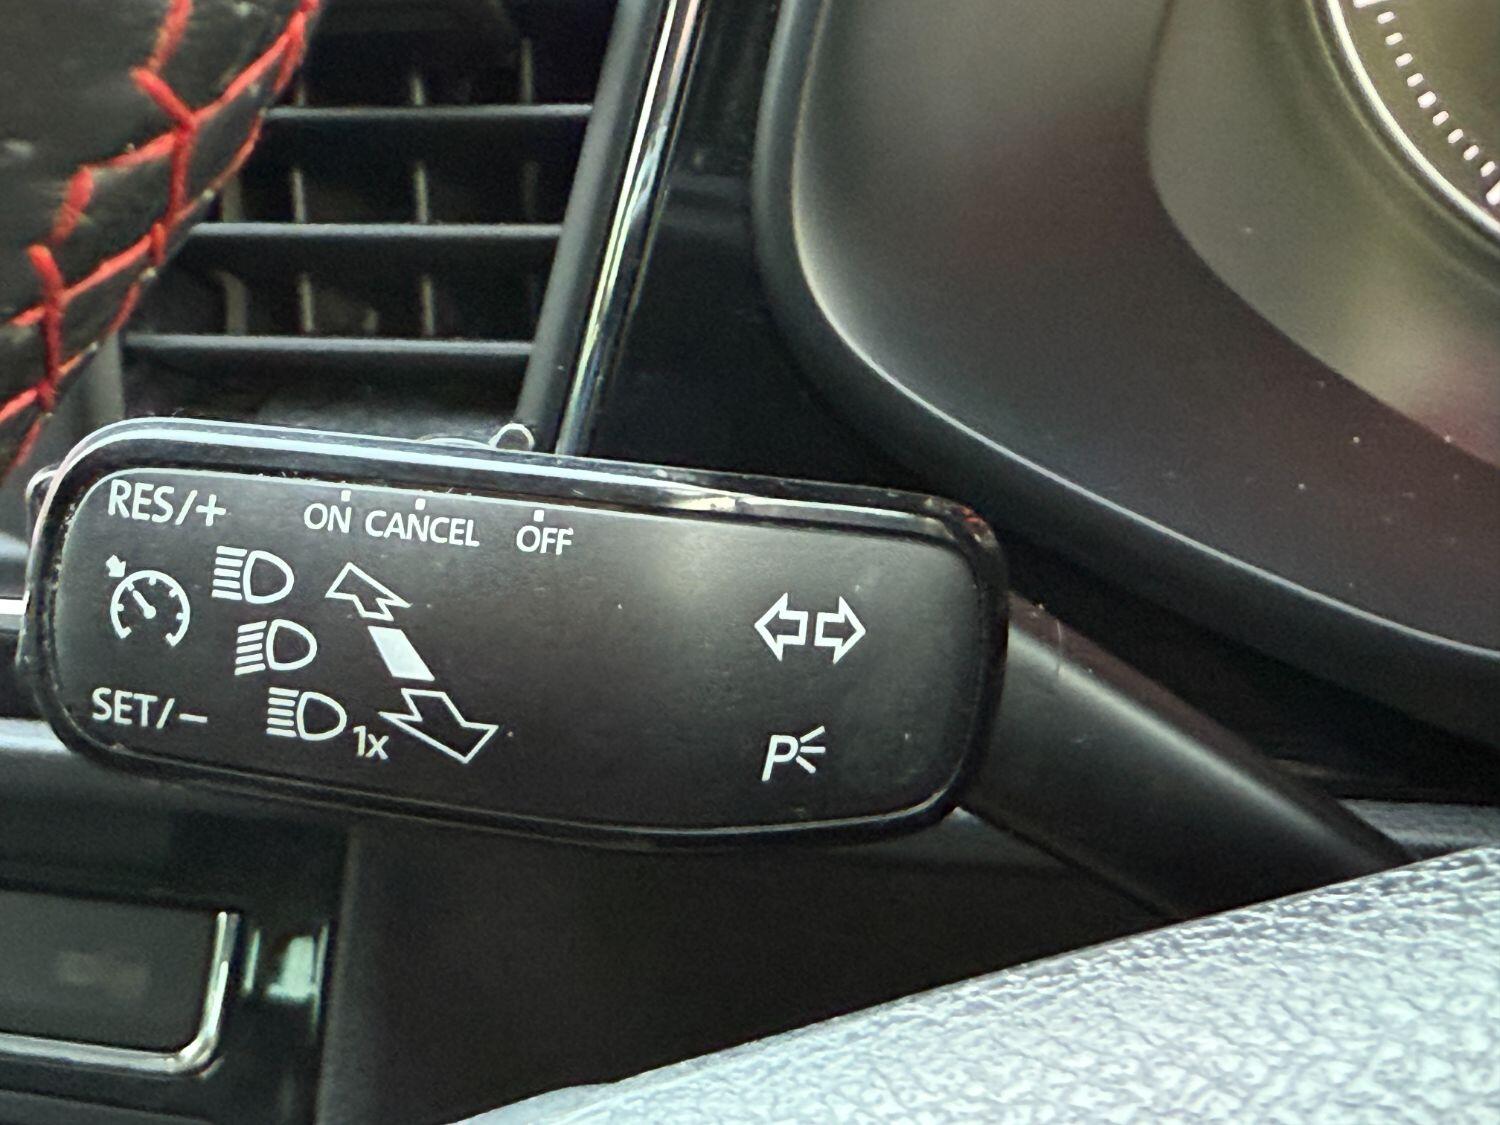 RES/+
ON CANCEL OFF
SET/−
1x
P